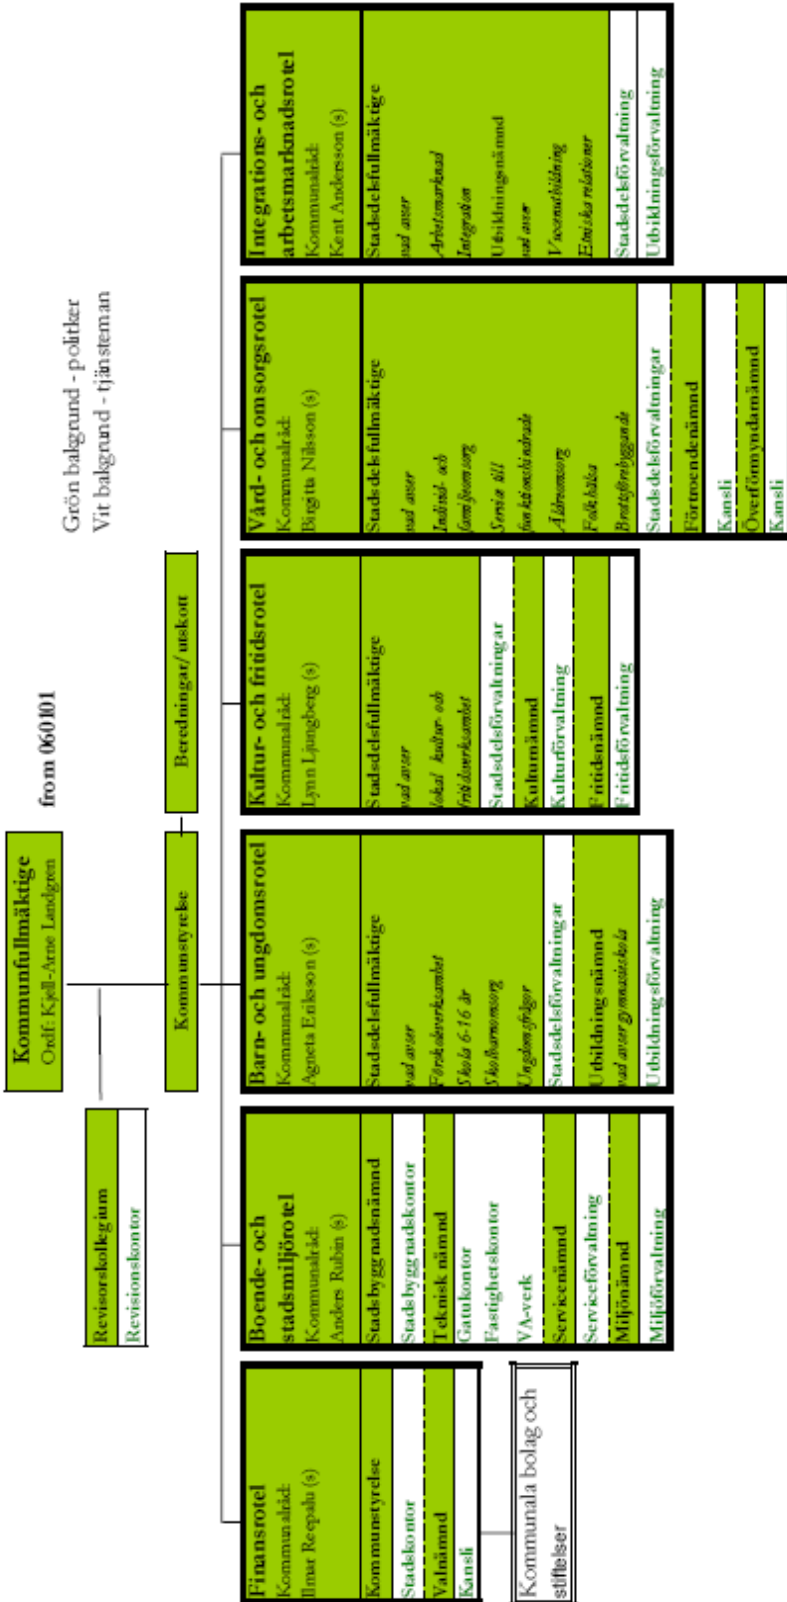 Kommunfullmäktige
Ordf: Kjell-Arne Landgren
from 060101
Grön bakgrund - politker
Vit bakgrund - tjänsteman
Revisorskollegium
Revisionskontor
Kommunstyrelse
Beredningar/ utskott
Finansrotel
Kommunalråd:
Ilmar Reepalu (s)
Kommunstyrelse
Stadskontor
Valnämnd
Kansli
Kommunala bolag och
stiftelser
Boende- och
stadsmiljörotel
Kommunalråd:
Anders Rubin (s)
Stadsbyggnadsnämnd
Stadsbyggnadskontor
Teknisk nämnd
Gatukontor
Fastighetskontor
VA-verk
Servicenämnd
Serviceförvaltning
Miljönämnd
Miljöförvaltning
Barn- och ungdomsrotel
Kommunalråd:
Agneta Eriksson (s)
Stadsdelsfullmäktige
vad avser
Förskoleverksamhet
Skola 6-16 år
Skolbarnomsorg
Ungdomsfrågor
Stadsdelsförvaltningar
Utbildningsnämnd
vad avser gymnasieskola
Utbildningsförvaltning
Kultur- och fritidsrotel
Kommunalråd:
Lynn Ljungberg (s)
Stadsdelsfullmäktige
vad avser
lokal kultur- och
fritidsverksamhet
Stadsdelsförvaltningar
Kulturnämnd
Kulturförvaltning
Fritidsnämnd
Fritidsförvaltning
Vård- och omsorgsrotel
Kommunalråd:
Birgitta Nilsson (s)
Stadsdelsfullmäktige
vad avser
Individ- och
familjeomsorg
Service till
funktionshindrade
Äldreomsorg
Folkhälsa
Brottsförebyggande
Stadsdelsförvaltningar
Förtroendenämnd
Kansli
Överförmyndarnämnd
Kansli
Integrations- och
arbetsmarknadsrotel
Kommunalråd:
Kent Andersson (s)
Stadsdelsfullmäktige
vad avser
Arbetsmarknad
Integration
Utbildningsnämnd
vad avser
Vuxenutbildning
Etniska relationer
Stadsdelsförvaltning
Utbildningsförvaltning